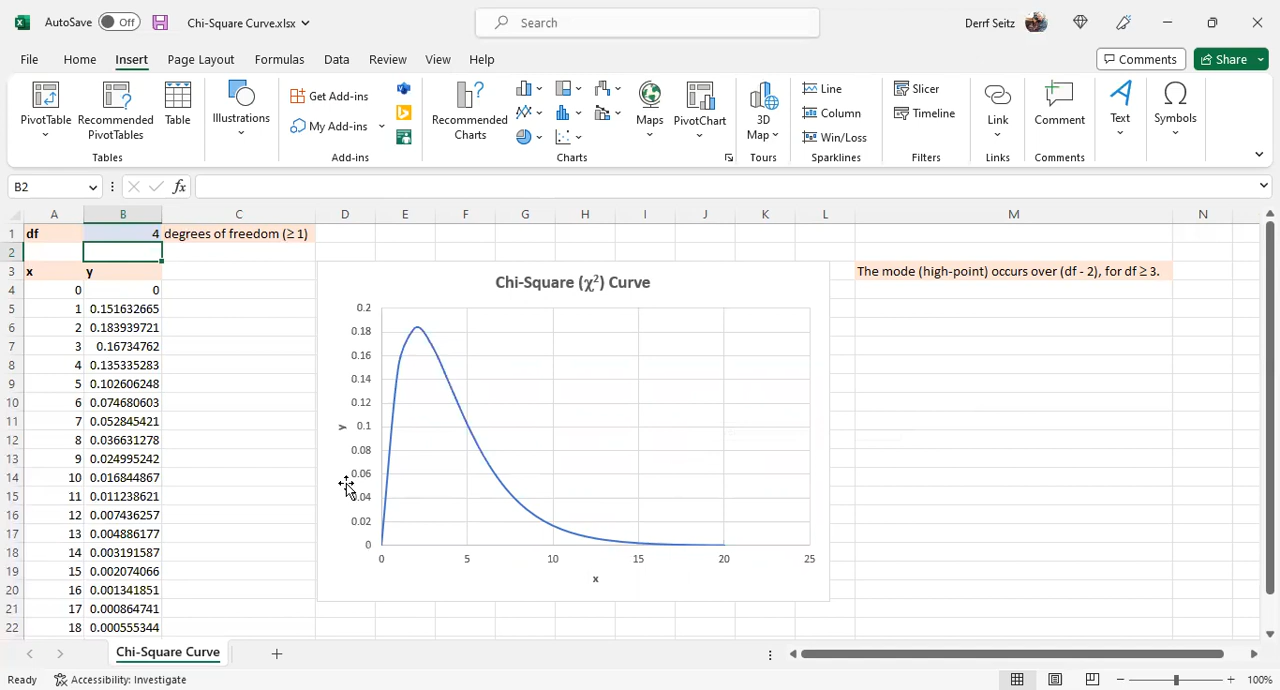 AutoSave Off Chi-Square Curve.xlsx Search Derrf Seitz
File Home Insert Draw Page Layout Formulas Data Review View Help Comments Share
PivotTable Recommended PivotTables Table Illustrations Get Add-ins My Add-ins Recommended Charts Maps PivotChart 3D Map Line Column Win/Loss Slicer Timeline Link Comment Text Symbols
Tables Add-ins Charts Tours Sparklines Filters Links Comments
B2 fx
A B C D E F G H I J K L M N
1 df 4 degrees of freedom (≥ 1)
2
3 x y The mode (high-point) occurs over (df - 2), for df ≥ 3.
4 0 0
5 1 0.151632665
6 2 0.183939721
7 3 0.16734762
8 4 0.135335283
9 5 0.102606248
10 6 0.074680603
11 7 0.052845421
12 8 0.036631278
13 9 0.024995242
14 10 0.016844867
15 11 0.011238621
16 12 0.007436257
17 13 0.004886177
18 14 0.003191587
19 15 0.002074066
20 16 0.001341851
21 17 0.000864741
22 18 0.000555344
Chi-Square (χ²) Curve
0.2
0.18
0.16
0.14
0.12
0.1
0.08
0.06
0.04
0.02
0
y
0 5 10 15 20 25
x
Chi-Square Curve
Ready Accessibility: Investigate 100%